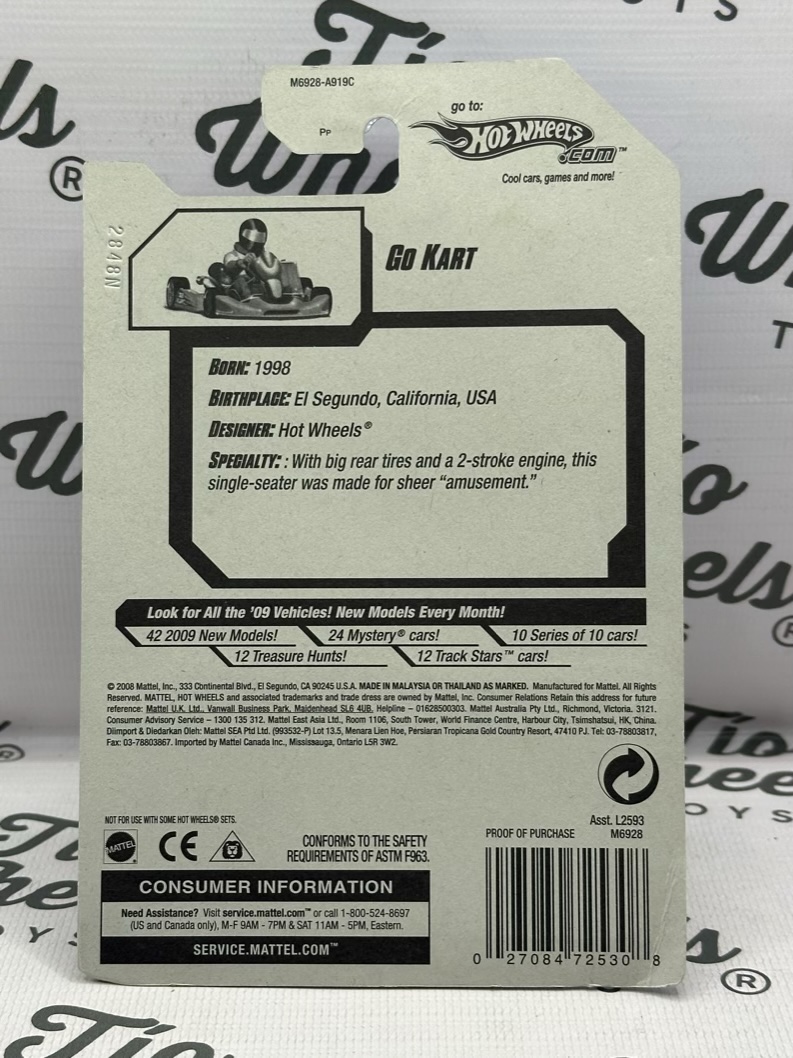 M6928-A919C
Pp
go to:
HOT WHEELS
.COM™
Cool cars, games and more!
2848N
GO KART
BORN: 1998
BIRTHPLACE: El Segundo, California, USA
DESIGNER: Hot Wheels®
SPECIALTY: : With big rear tires and a 2-stroke engine, this
single-seater was made for sheer “amusement.”
Look for All the '09 Vehicles! New Models Every Month!
42 2009 New Models! 24 Mystery® cars! 10 Series of 10 cars!
12 Treasure Hunts! 12 Track Stars™ cars!
© 2008 Mattel, Inc., 333 Continental Blvd., El Segundo, CA 90245 U.S.A. MADE IN MALAYSIA OR THAILAND AS MARKED. Manufactured for Mattel. All Rights
Reserved. MATTEL, HOT WHEELS and associated trademarks and trade dress are owned by Mattel, Inc. Consumer Relations Retain this address for future
reference: Mattel U.K. Ltd., Vanwall Business Park, Maidenhead SL6 4UB. Helpline – 01628500303. Mattel Australia Pty Ltd., Richmond, Victoria. 3121.
Consumer Advisory Service – 1300 135 312. Mattel East Asia Ltd., Room 1106, South Tower, World Finance Centre, Harbour City, Tsimshatsui, HK, China.
Diimport & Diedarkan Oleh: Mattel SEA Ptd Ltd. (993532-P) Lot 13.5, Menara Lien Hoe, Persiaran Tropicana Golf Country Resort, 47410 PJ. Tel: 03-78803817,
Fax: 03-78803867. Imported by Mattel Canada Inc., Mississauga, Ontario L5R 3W2.
NOT FOR USE WITH SOME HOT WHEELS® SETS.
MATTEL
CE
CONFORMS TO THE SAFETY
REQUIREMENTS OF ASTM F963.
Asst. L2593
PROOF OF PURCHASE M6928
CONSUMER INFORMATION
Need Assistance? Visit service.mattel.com™ or call 1-800-524-8697
(US and Canada only), M-F 9AM - 7PM & SAT 11AM - 5PM, Eastern.
SERVICE.MATTEL.COM™
0 27084 72530 8